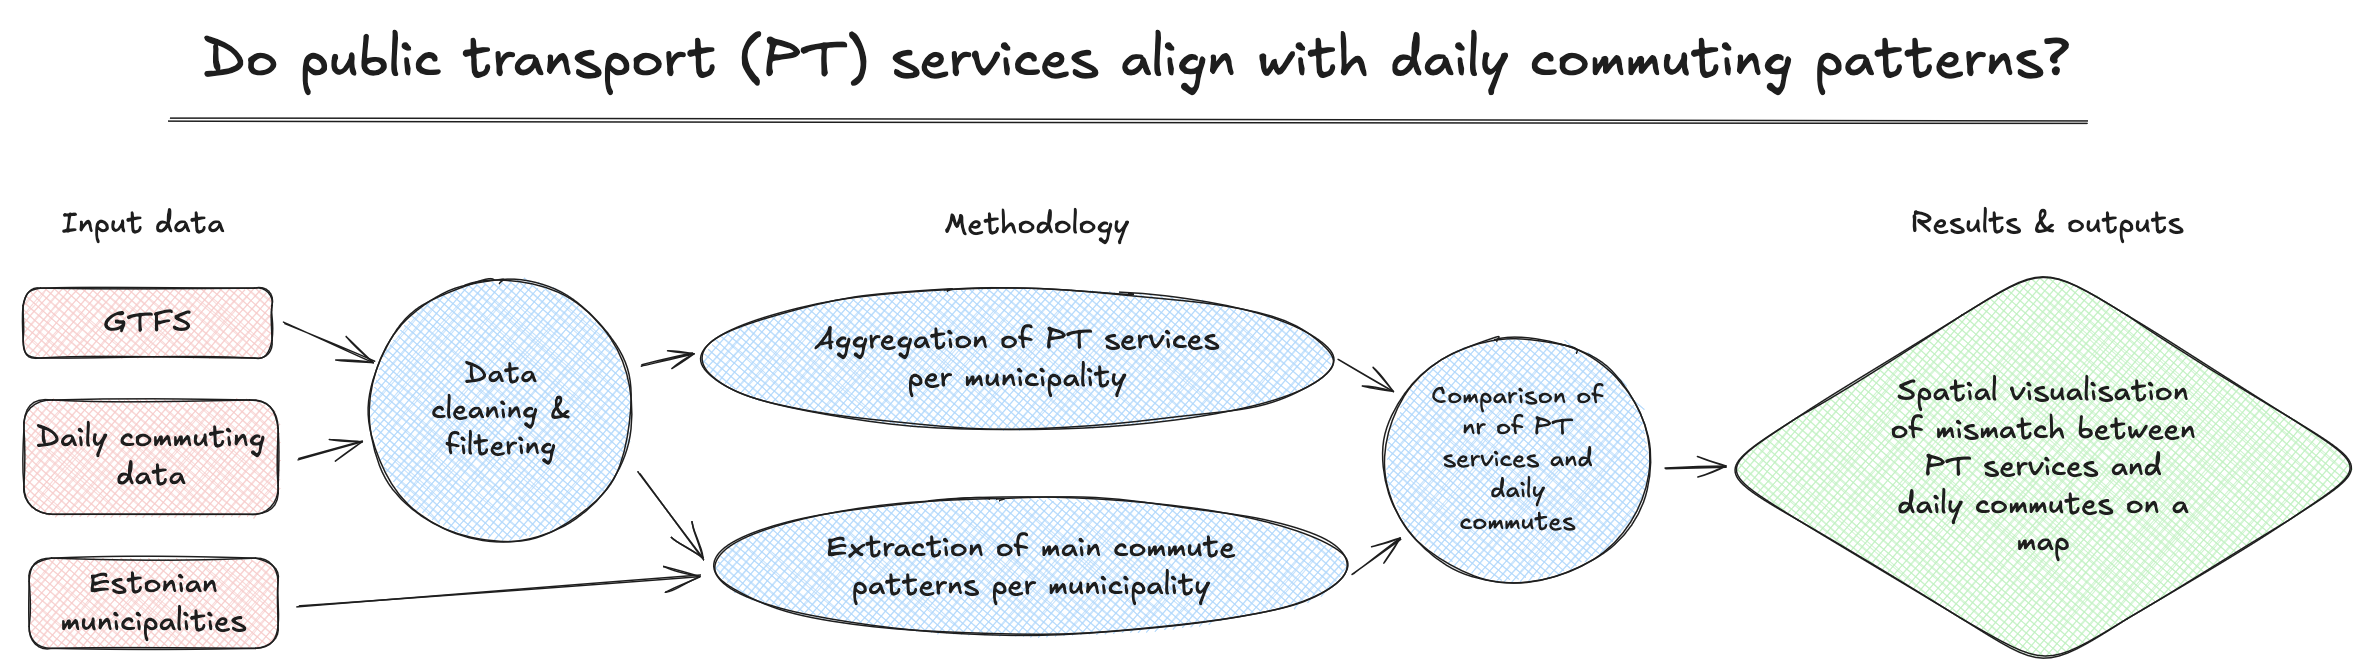 Do public transport (PT) services align with daily commuting patterns?
Input data
Methodology
Results & outputs
GTFS
Daily commuting
data
Estonian
municipalities
Data
cleaning &
filtering
Aggregation of PT services
per municipality
Extraction of main commute
patterns per municipality
Comparison of
nr of PT
services and
daily
commutes
Spatial visualisation
of mismatch between
PT services and
daily commutes on a
map